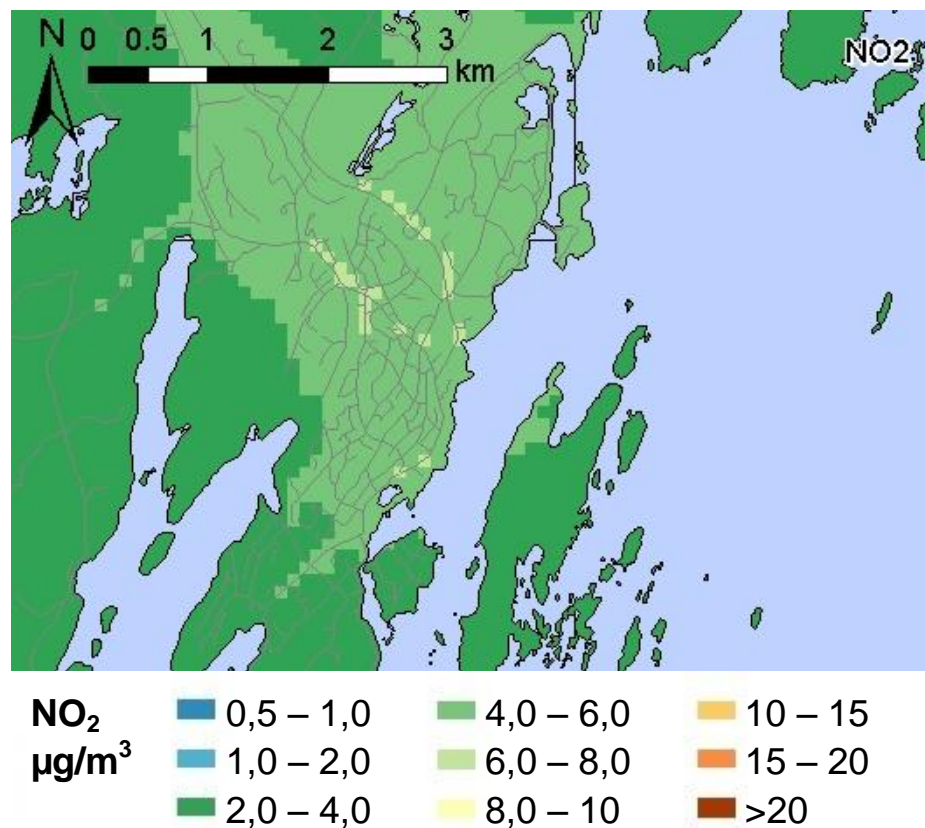 N 0 0.5 1 2 3
km
NO2
NO₂ 0,5 – 1,0 4,0 – 6,0 10 – 15
µg/m³ 1,0 – 2,0 6,0 – 8,0 15 – 20
2,0 – 4,0 8,0 – 10 >20